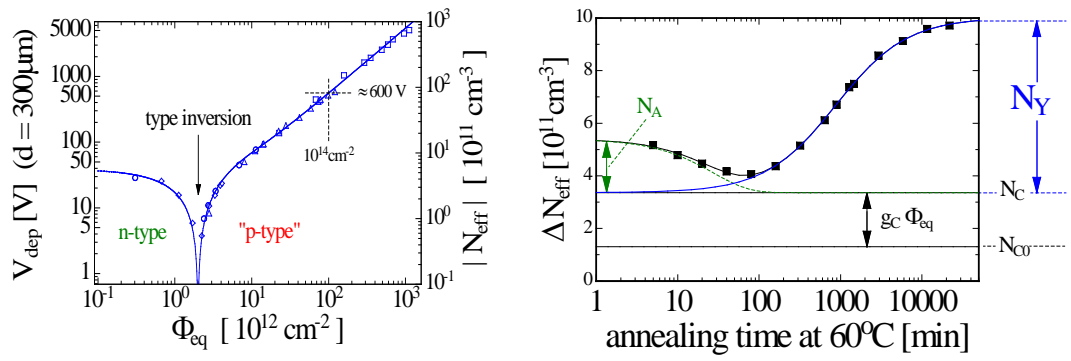 5000
1000
500
100
50
10
5
1
V_dep [V] (d = 300μm)
10^3
10^2
10^1
10^0
10^-1
| N_eff | [ 10^11 cm^-3 ]
type inversion
≈ 600 V
10^14 cm^-2
n-type
"p-type"
10^-1
10^0
10^1
10^2
10^3
Φ_eq [ 10^12 cm^-2 ]
10
8
6
4
2
0
ΔN_eff [10^11 cm^-3]
N_A
N_Y
N_C
g_C Φ_eq
N_C0
1 10 100 1000 10000
annealing time at 60°C [min]